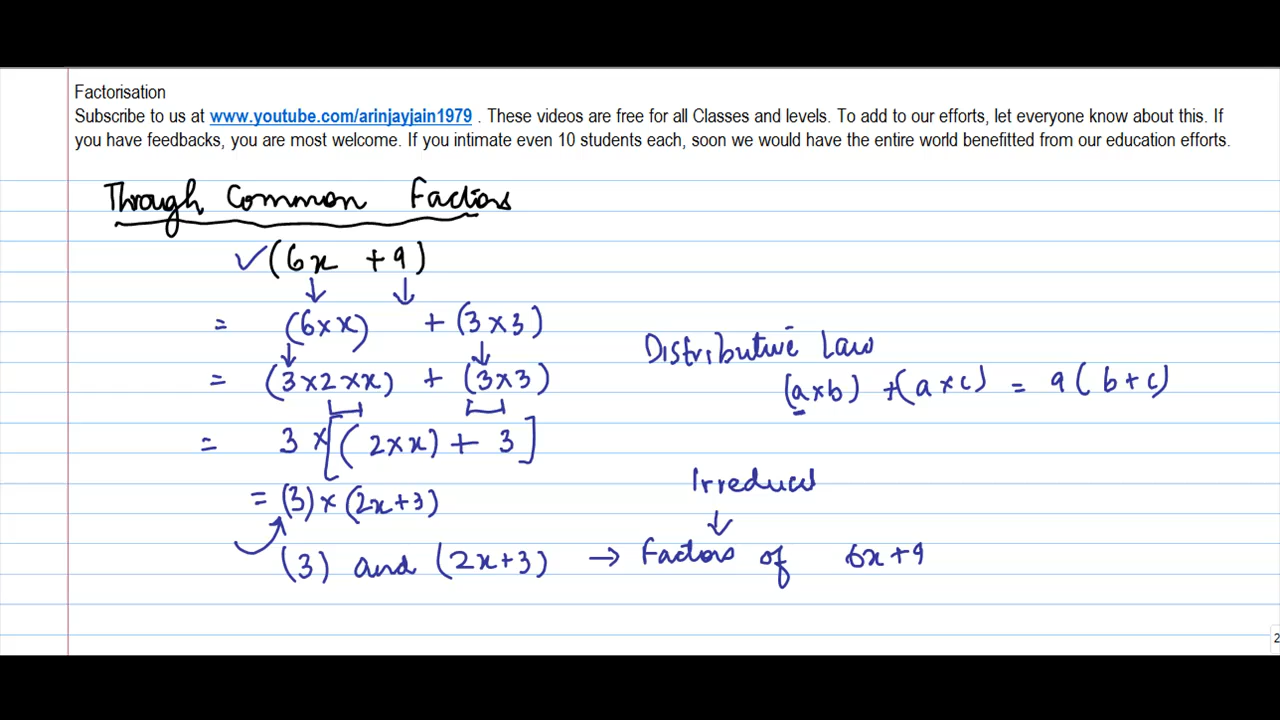 Factorisation
Subscribe to us at www.youtube.com/arinjayjain1979 . These videos are free for all Classes and levels. To add to our efforts, let everyone know about this. If
you have feedbacks, you are most welcome. If you intimate even 10 students each, soon we would have the entire world benefitted from our education efforts.
Through Common Factors
✓(6x + 9)
↓ ↓
= (6×x) + (3×3)
Distributive Law
↓ ↓
= (3×2×x) + (3×3)
(a×b) + (a×c) = a(b+c)
= 3×[(2×x) + 3]
Irreduci
= (3)×(2x+3)
↓
(3) and (2x+3) → Factors of 6x+9
2